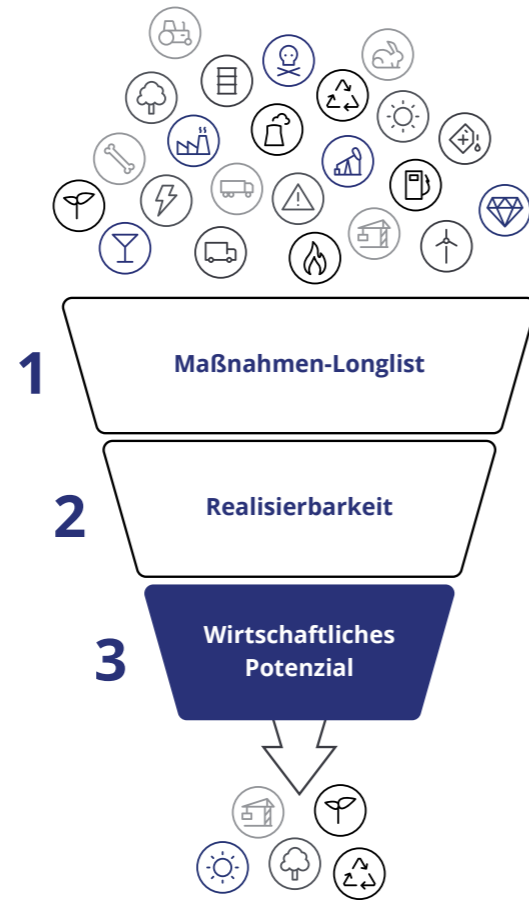 1
Maßnahmen-Longlist
2
Realisierbarkeit
3
Wirtschaftliches
Potenzial